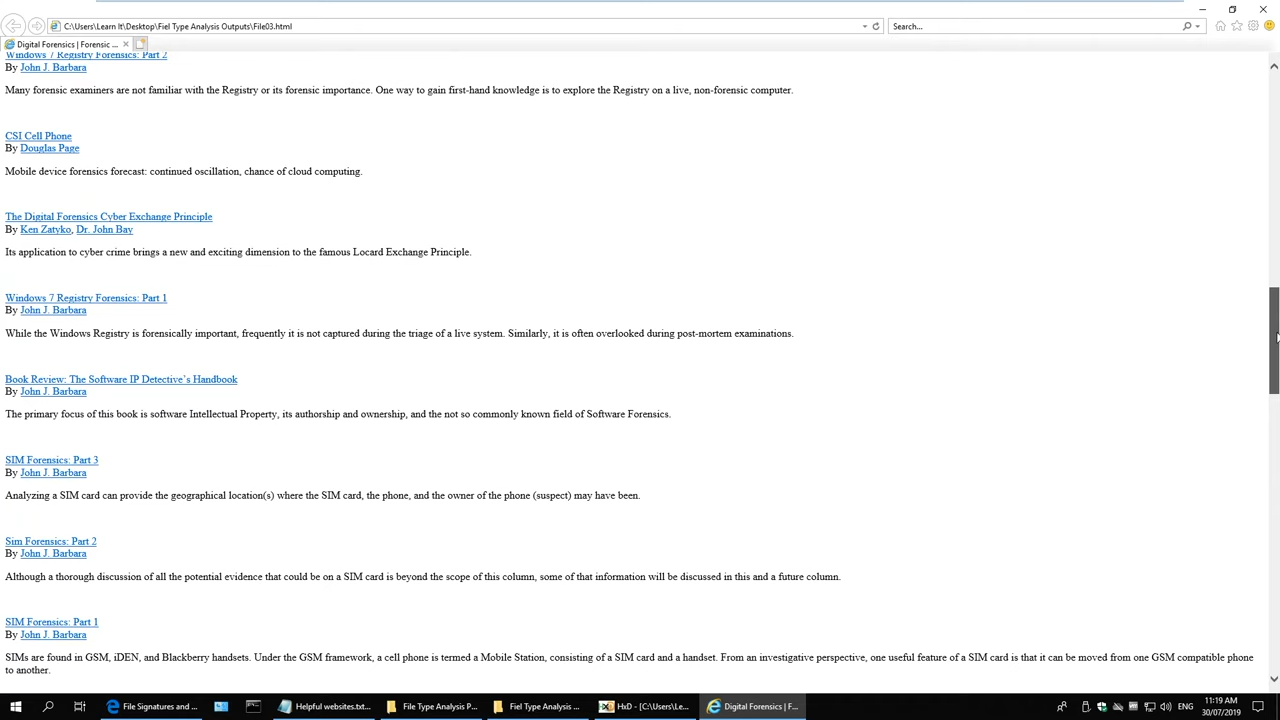 C:\Users\Learn It\Desktop\Fiel Type Analysis Outputs\File03.html
Search...
Digital Forensics | Forensic ...
Windows 7 Registry Forensics: Part 2
By John J. Barbara
Many forensic examiners are not familiar with the Registry or its forensic importance. One way to gain first-hand knowledge is to explore the Registry on a live, non-forensic computer.
CSI Cell Phone
By Douglas Page
Mobile device forensics forecast: continued oscillation, chance of cloud computing.
The Digital Forensics Cyber Exchange Principle
By Ken Zatyko, Dr. John Bay
Its application to cyber crime brings a new and exciting dimension to the famous Locard Exchange Principle.
Windows 7 Registry Forensics: Part 1
By John J. Barbara
While the Windows Registry is forensically important, frequently it is not captured during the triage of a live system. Similarly, it is often overlooked during post-mortem examinations.
Book Review: The Software IP Detective’s Handbook
By John J. Barbara
The primary focus of this book is software Intellectual Property, its authorship and ownership, and the not so commonly known field of Software Forensics.
SIM Forensics: Part 3
By John J. Barbara
Analyzing a SIM card can provide the geographical location(s) where the SIM card, the phone, and the owner of the phone (suspect) may have been.
Sim Forensics: Part 2
By John J. Barbara
Although a thorough discussion of all the potential evidence that could be on a SIM card is beyond the scope of this column, some of that information will be discussed in this and a future column.
SIM Forensics: Part 1
By John J. Barbara
SIMs are found in GSM, iDEN, and Blackberry handsets. Under the GSM framework, a cell phone is termed a Mobile Station, consisting of a SIM card and a handset. From an investigative perspective, one useful feature of a SIM card is that it can be moved from one GSM compatible phone
to another.
File Signatures and ...
Helpful websites.txt...
File Type Analysis P...
Fiel Type Analysis ...
HxD - [C:\Users\Le...
Digital Forensics | F...
ENG
11:19 AM
30/07/2019